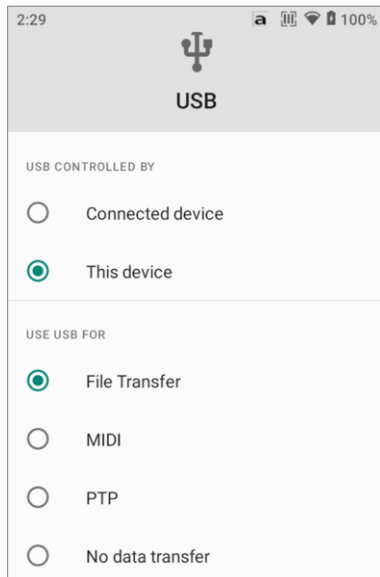 2:29 a 100%
USB
USB CONTROLLED BY
Connected device
This device
USE USB FOR
File Transfer
MIDI
PTP
No data transfer